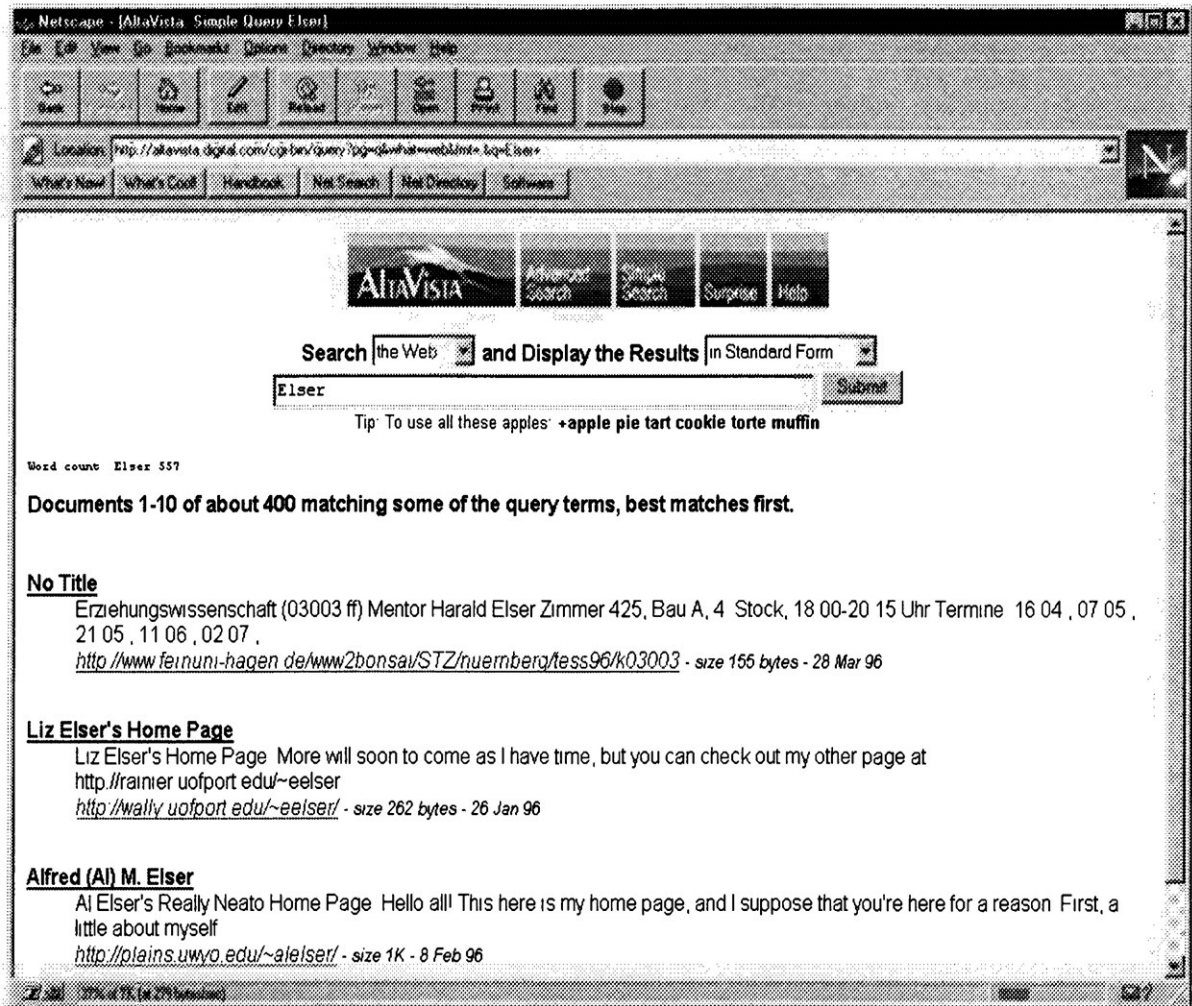 Netscape - [AltaVista Simple Query Elser]
File Edit View Go Bookmarks Options Directory Window Help
Back Home Edit Reload Open Print Find Stop
Location: http://altavista.digital.com/cgi-bin/query?pg=q&what=web&fmt=.&q=Elser+
What's New! What's Cool! Handbook Net Search Net Directory Software
ALTAVISTA Advanced Search Simple Search Surprise Help
Search the Web and Display the Results in Standard Form
Elser Submit
Tip: To use all these apples: +apple pie tart cookie torte muffin
Word count Elser 557
Documents 1-10 of about 400 matching some of the query terms, best matches first.
No Title
Erziehungswissenschaft (03003 ff) Mentor Harald Elser Zimmer 425, Bau A, 4 Stock, 18 00-20 15 Uhr Termine 16 04 , 07 05 ,
21 05 , 11 06 , 02 07 ,
http://www feinuni-hagen de/www2bonsai/STZ/nuernberg/tess96/k03003 - size 155 bytes - 28 Mar 96
Liz Elser's Home Page
Liz Elser's Home Page More will soon to come as I have time, but you can check out my other page at
http://rainier uofport edu/~eelser
http://wally uofport edu/~eelser/ - size 262 bytes - 26 Jan 96
Alfred (Al) M. Elser
Al Elser's Really Neato Home Page Hello all! This here is my home page, and I suppose that you're here for a reason First, a
little about myself
http://plains.uwyo.edu/~alelser/ - size 1K - 8 Feb 96
37% of 7K (at 279 bytes/sec)